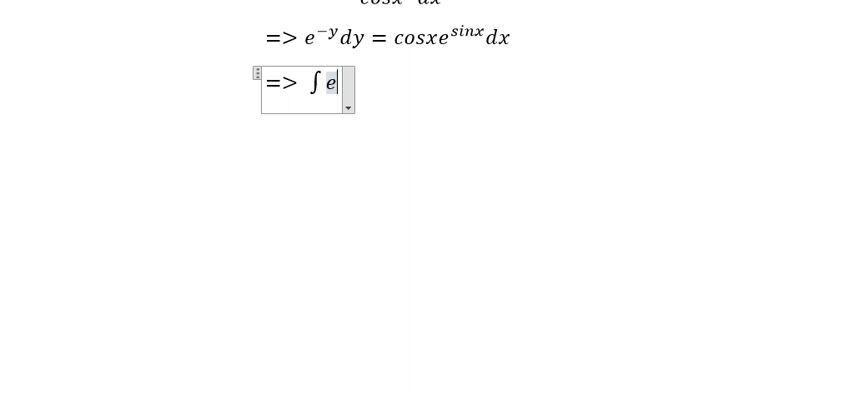 => e^{-y}dy = cosxe^{sinx}dx
=> ∫ e